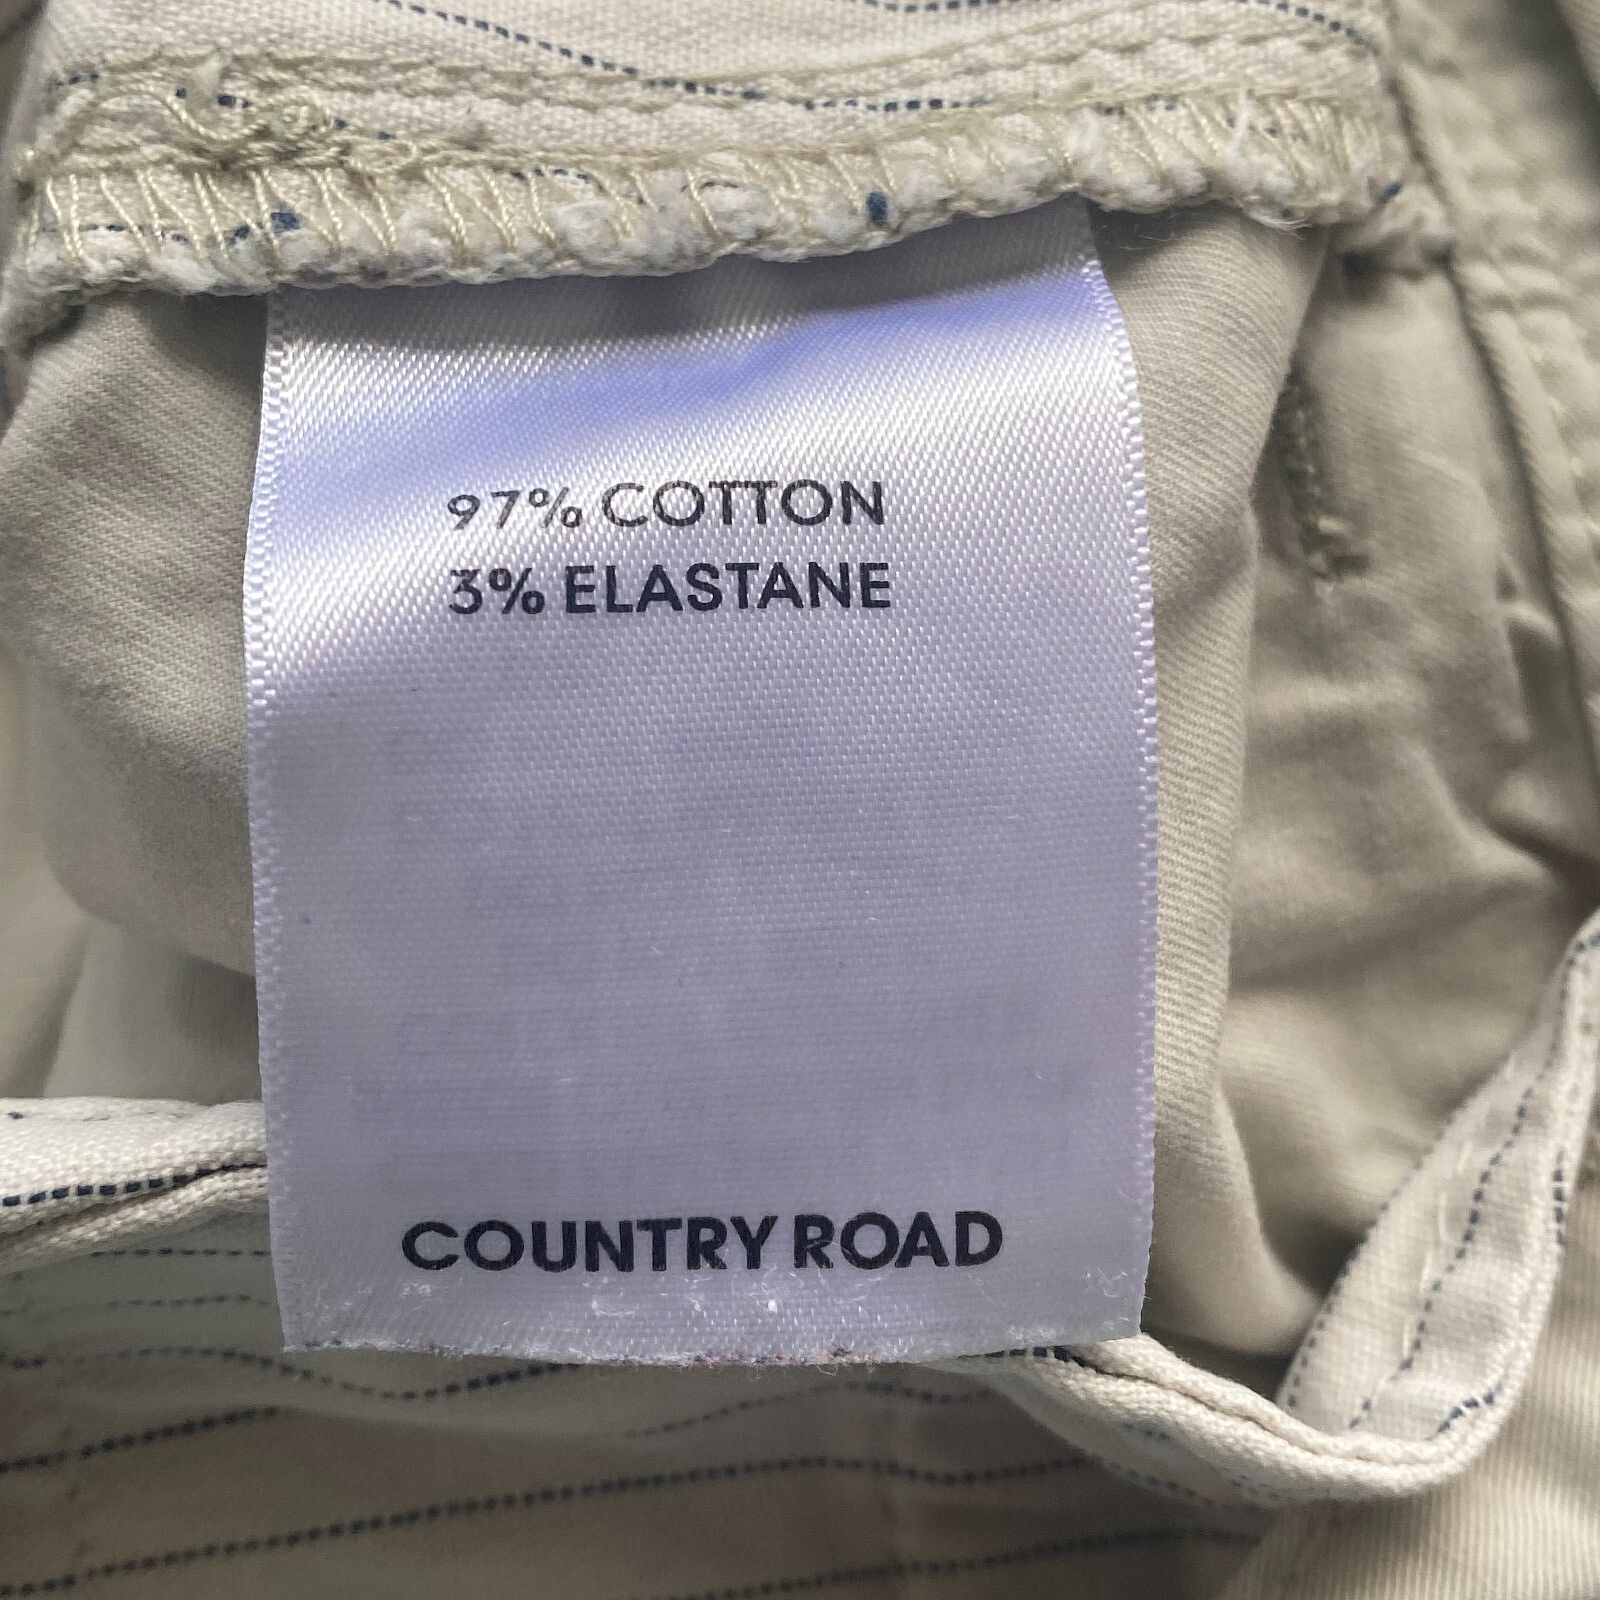 97% COTTON
3% ELASTANE
COUNTRY ROAD